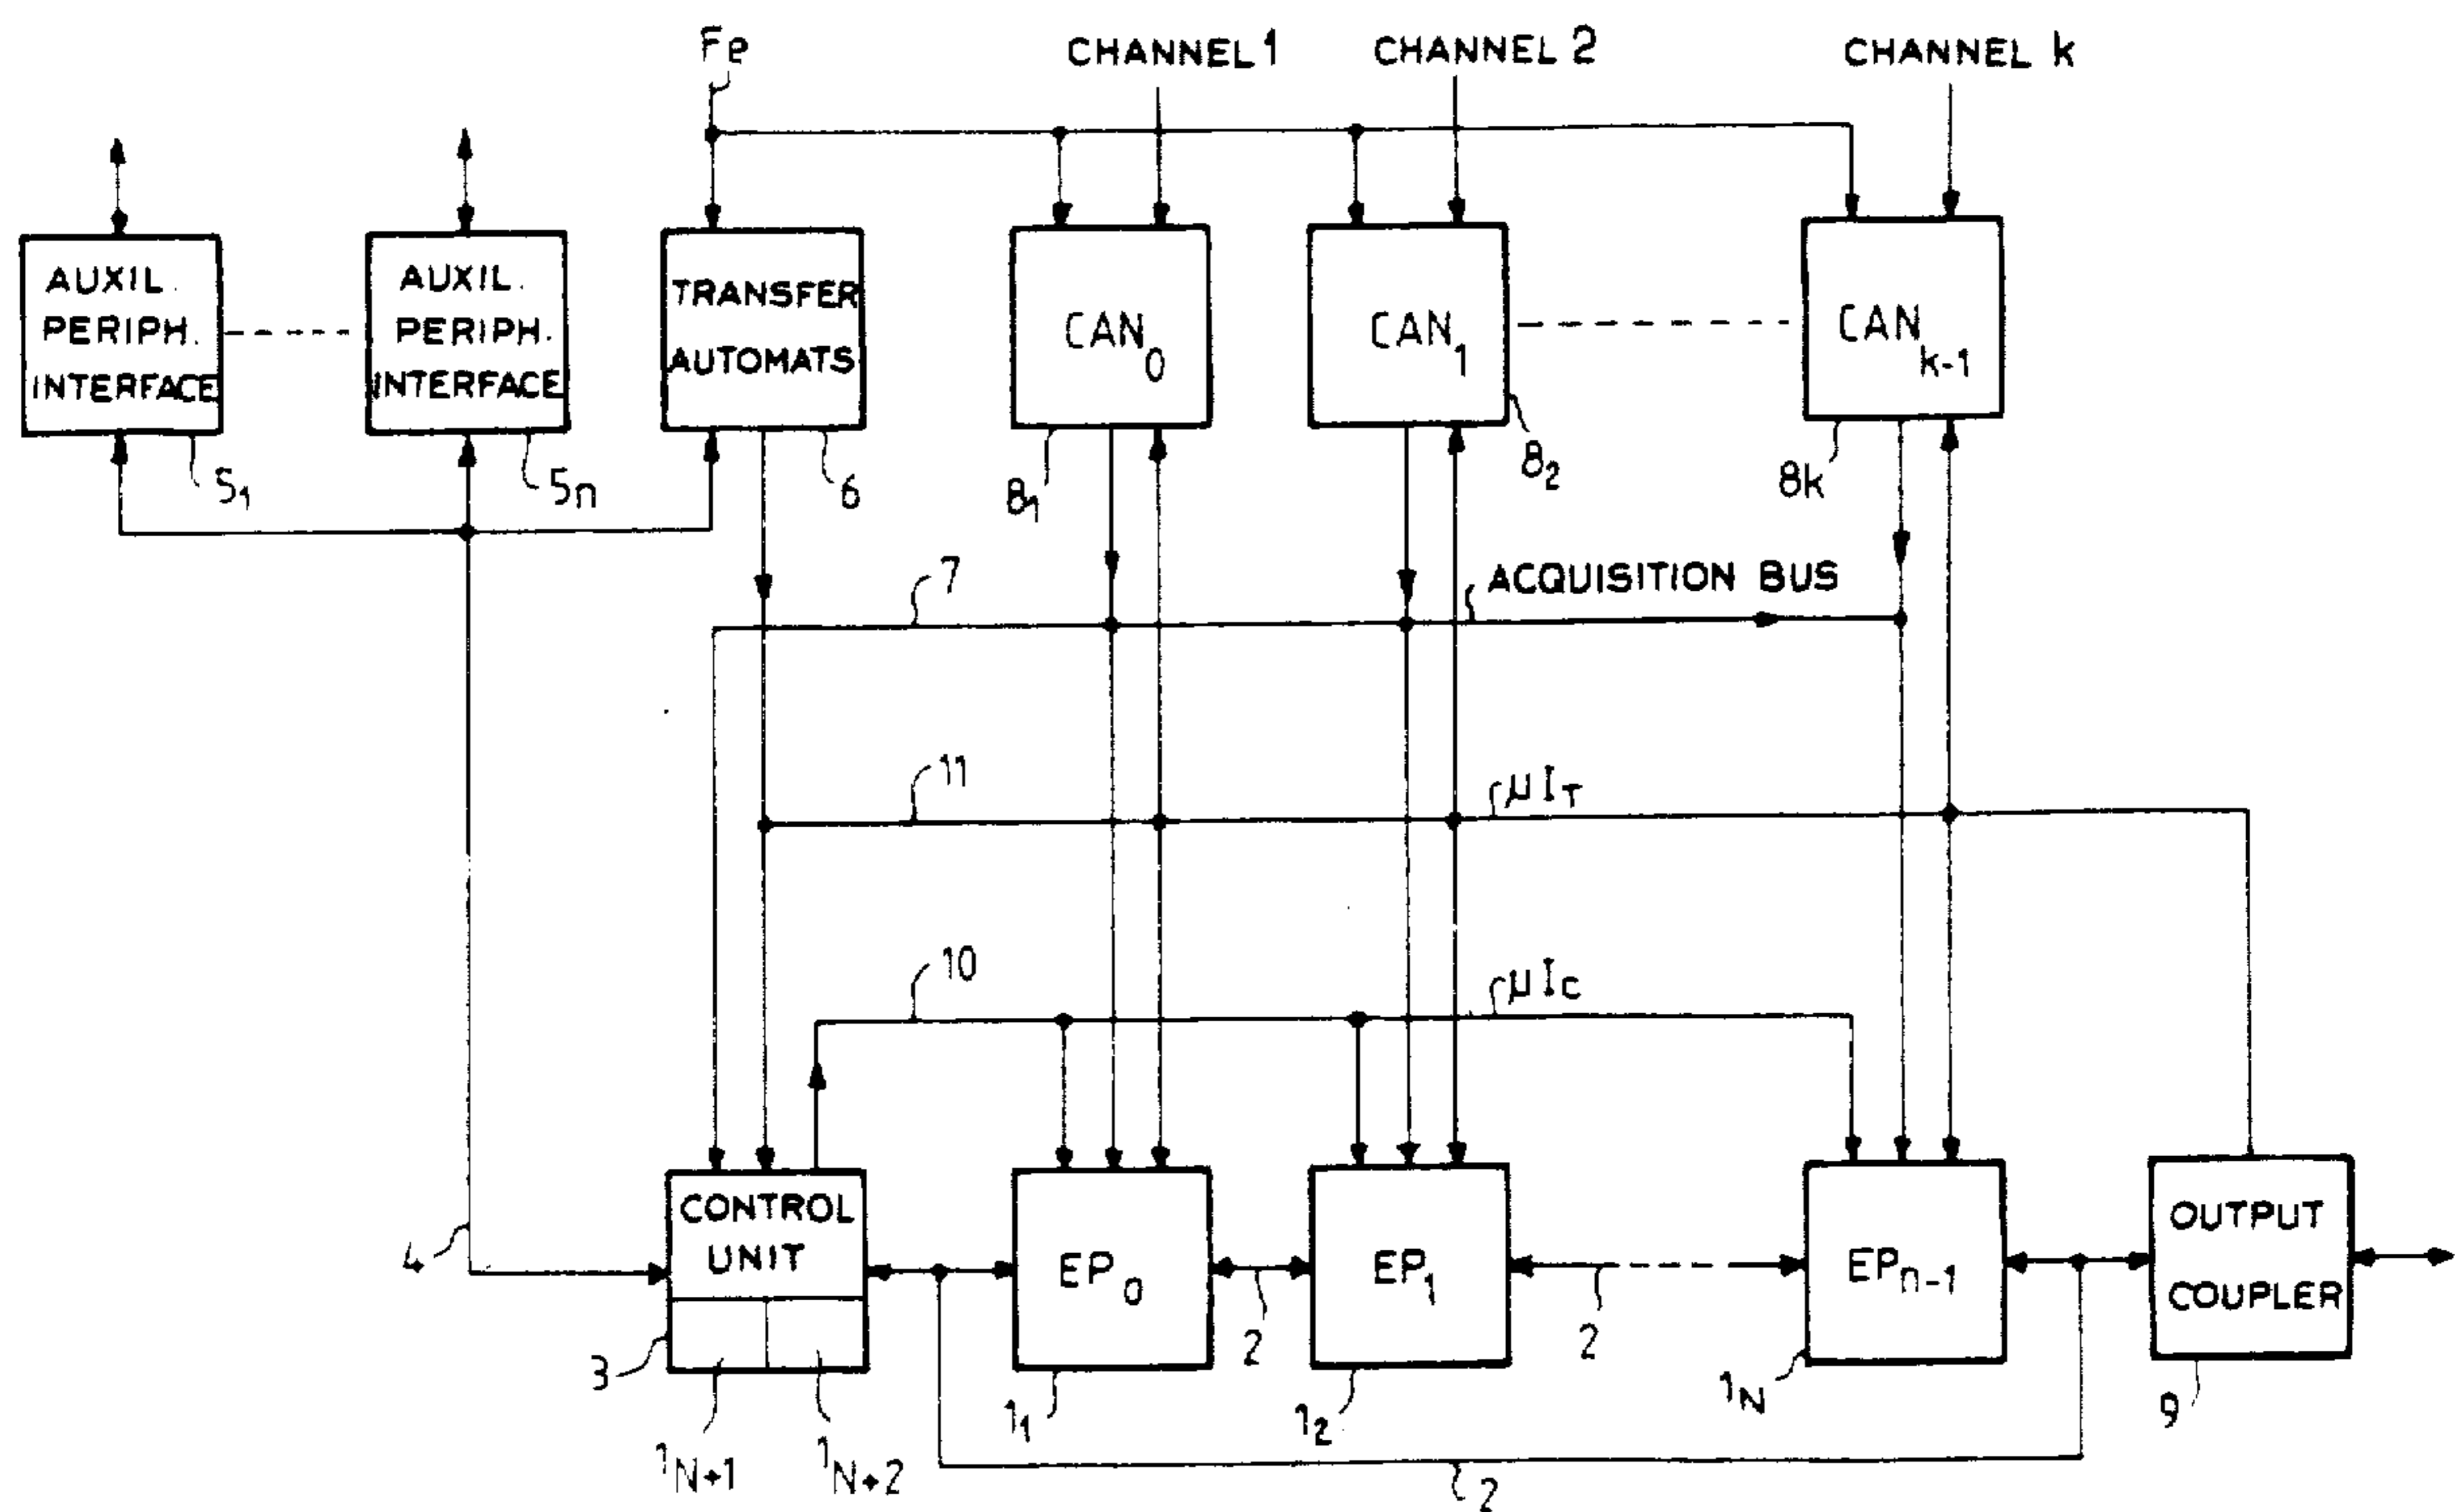 Fe
CHANNEL 1
CHANNEL 2
CHANNEL k
AUXIL.
PERIPH.
INTERFACE
AUXIL.
PERIPH.
INTERFACE
TRANSFER
AUTOMATS
CAN0
CAN1
CANk-1
51
5n
6
81
82
8k
7
ACQUISITION BUS
11
µIT
10
µIC
4
CONTROL
UNIT
EP0
EP1
EPn-1
OUTPUT
COUPLER
3
2
2
11
12
1N
9
1N+1
1N+2
2